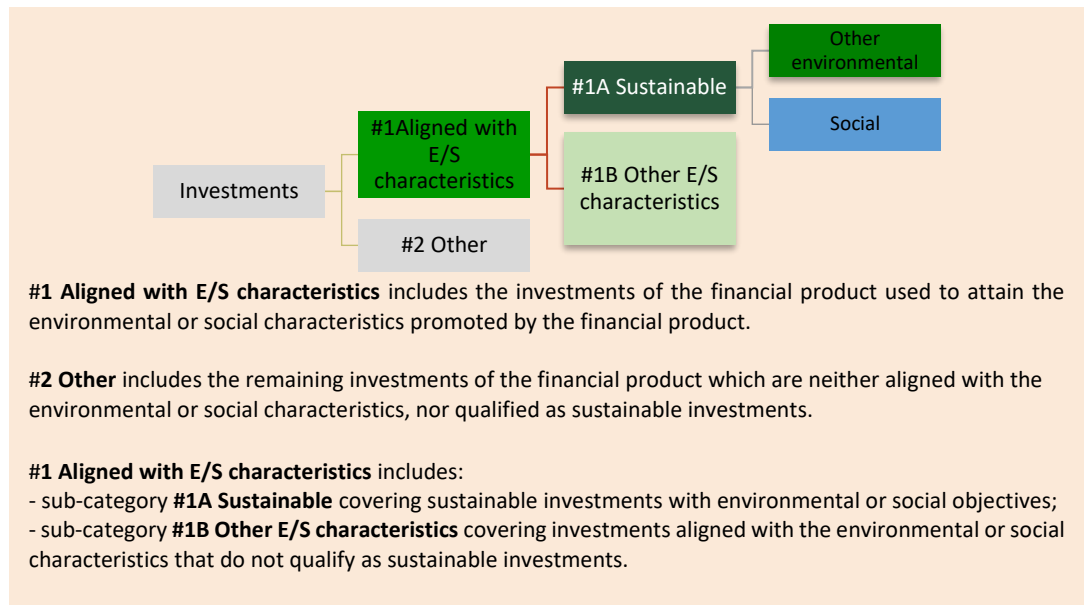 Other
environmental
#1A Sustainable
Social
#1Aligned with
E/S
characteristics
#1B Other E/S
characteristics
Investments
#2 Other
#1 Aligned with E/S characteristics includes the investments of the financial product used to attain the
environmental or social characteristics promoted by the financial product.
#2 Other includes the remaining investments of the financial product which are neither aligned with the
environmental or social characteristics, nor qualified as sustainable investments.
#1 Aligned with E/S characteristics includes:
- sub-category #1A Sustainable covering sustainable investments with environmental or social objectives;
- sub-category #1B Other E/S characteristics covering investments aligned with the environmental or social
characteristics that do not qualify as sustainable investments.